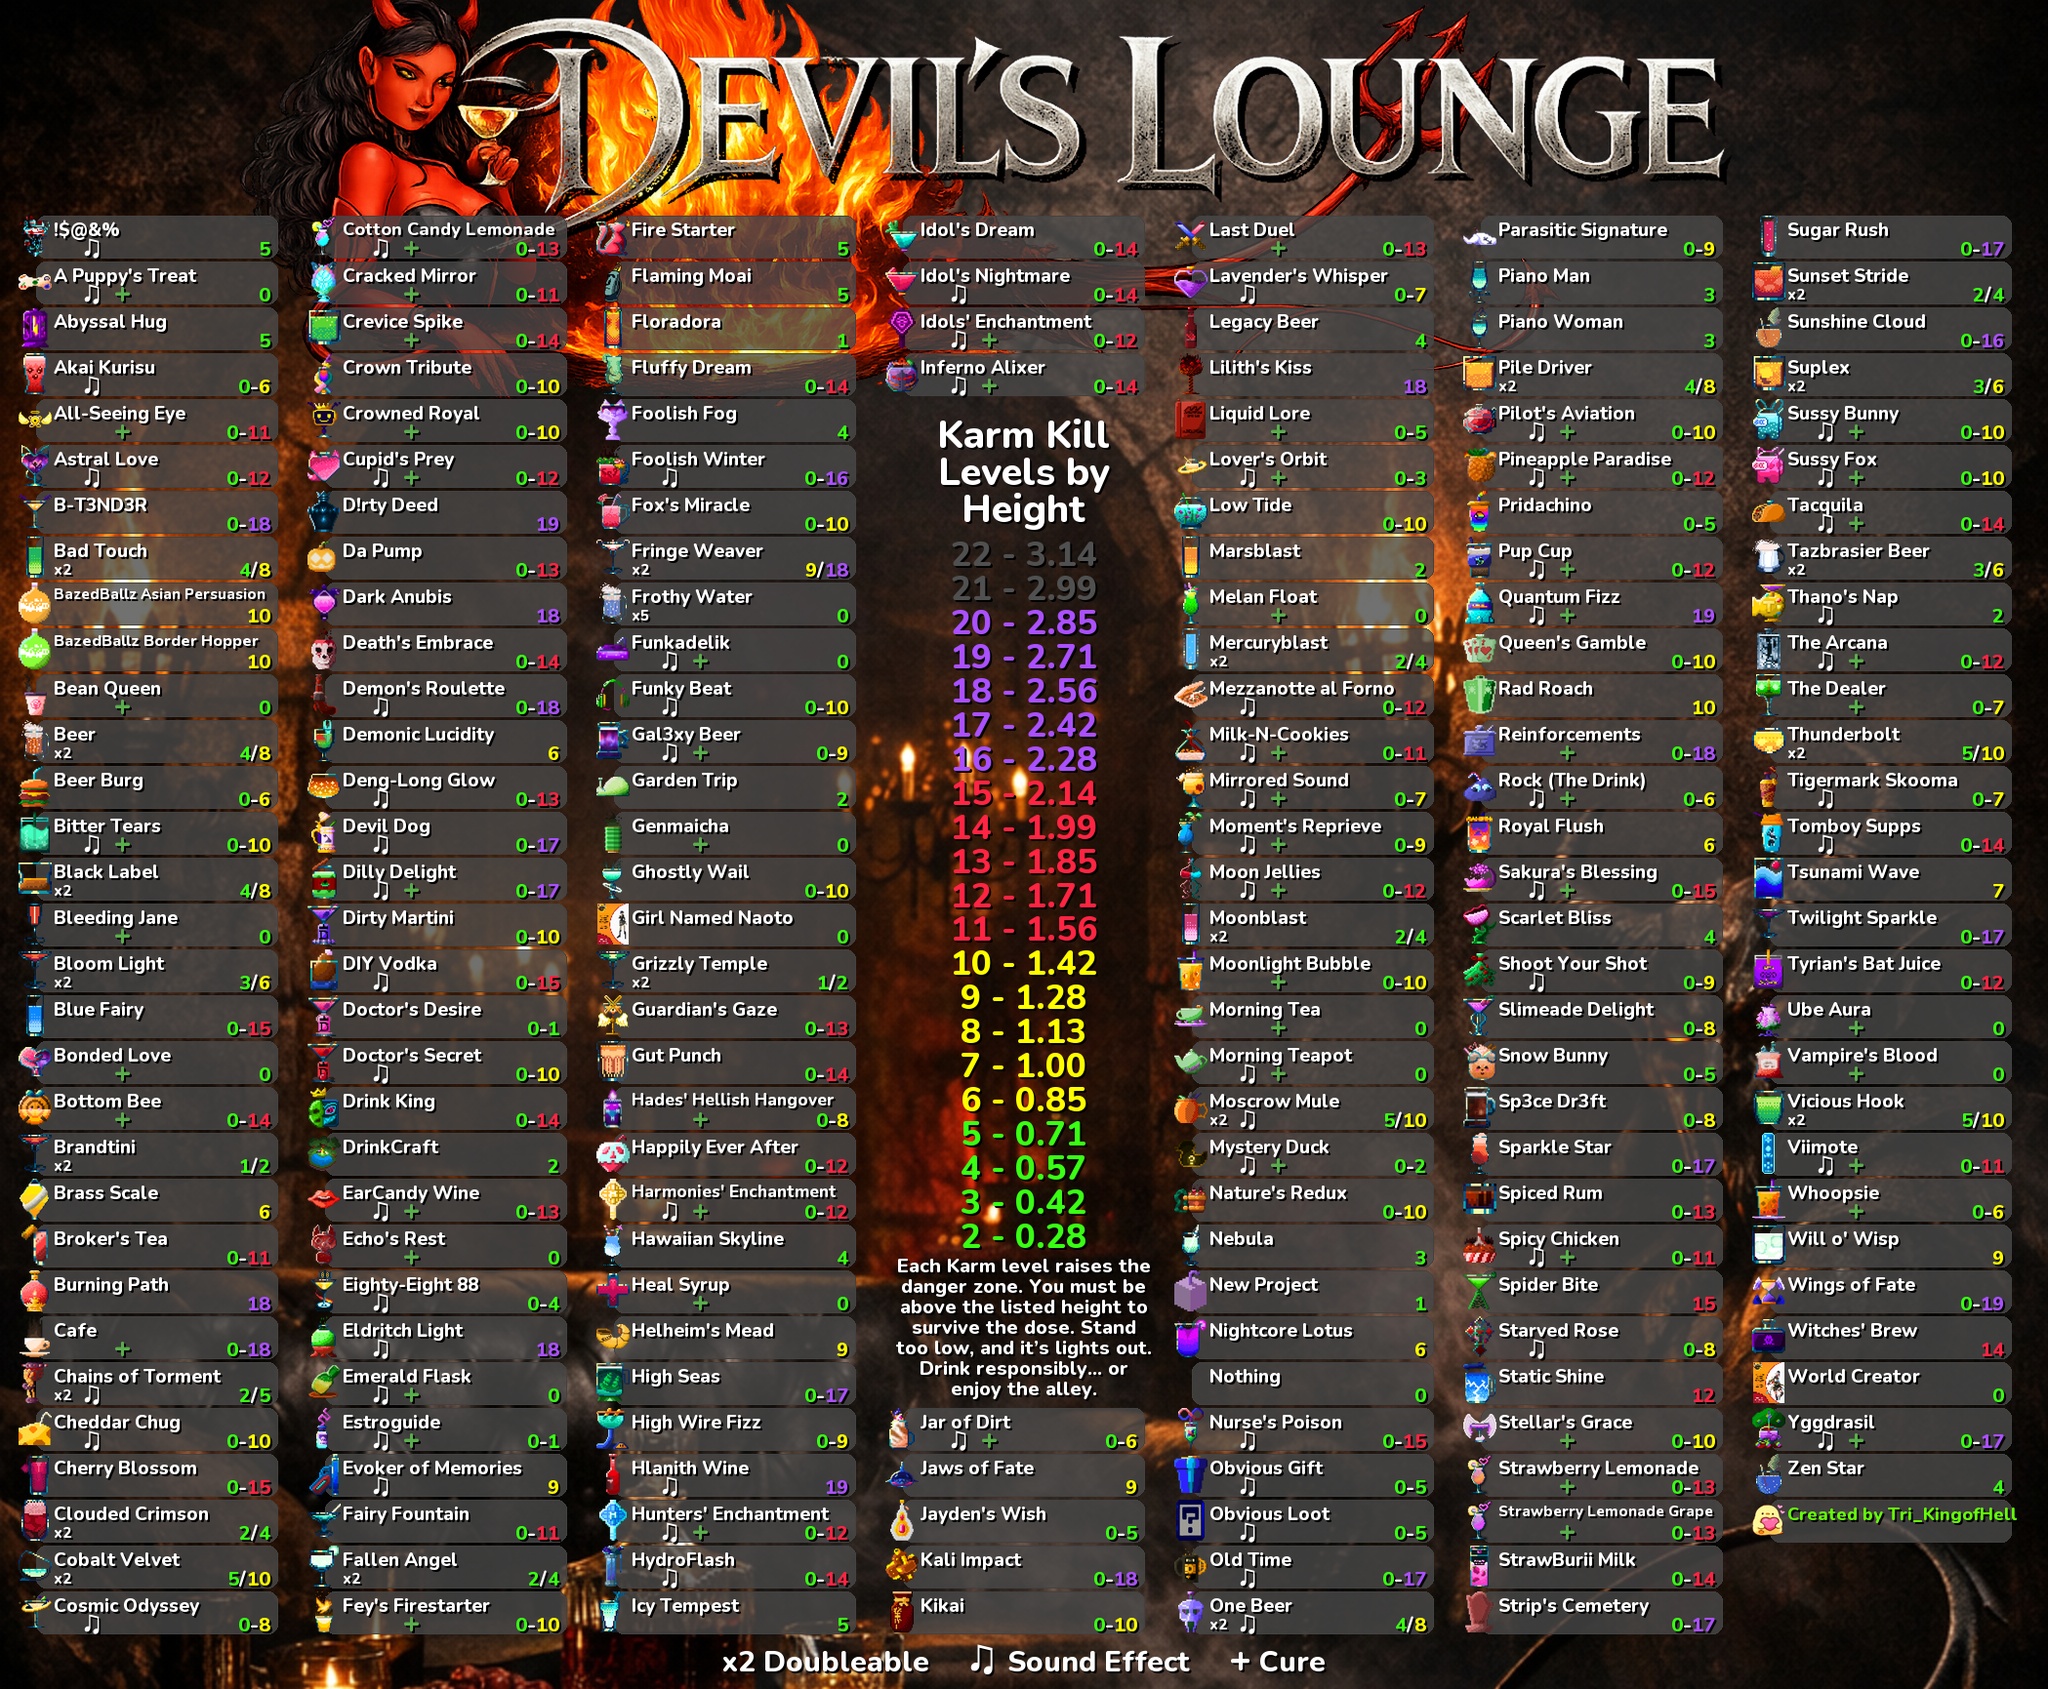 DEVIL'S LOUNGE
!$@&%
♫ 5
A Puppy's Treat
♫ + 0
Abyssal Hug
5
Akai Kurisu
♫ 0-6
All-Seeing Eye
+ 0-11
Astral Love
♫ 0-12
B-T3ND3R
0-18
Bad Touch
x2 4/8
BazedBallz Asian Persuasion
10
BazedBallz Border Hopper
10
Bean Queen
+ 0
Beer
x2 4/8
Beer Burg
0-6
Bitter Tears
♫ + 0-10
Black Label
x2 4/8
Bleeding Jane
+ 0
Bloom Light
x2 3/6
Blue Fairy
0-15
Bonded Love
+ 0
Bottom Bee
+ 0-14
Brandtini
x2 1/2
Brass Scale
6
Broker's Tea
0-11
Burning Path
18
Cafe
+ 0-18
Chains of Torment
x2 ♫ 2/5
Cheddar Chug
♫ 0-10
Cherry Blossom
0-15
Clouded Crimson
x2 2/4
Cobalt Velvet
x2 5/10
Cosmic Odyssey
♫ 0-8
Cotton Candy Lemonade
♫ + 0-13
Cracked Mirror
+ 0-11
Crevice Spike
+ 0-14
Crown Tribute
0-10
Crowned Royal
+ 0-10
Cupid's Prey
♫ + 0-12
D!rty Deed
19
Da Pump
0-13
Dark Anubis
18
Death's Embrace
0-14
Demon's Roulette
♫ 0-18
Demonic Lucidity
6
Deng-Long Glow
♫ 0-13
Devil Dog
♫ 0-17
Dilly Delight
♫ + 0-17
Dirty Martini
0-10
DIY Vodka
♫ 0-15
Doctor's Desire
0-1
Doctor's Secret
♫ 0-10
Drink King
0-14
DrinkCraft
2
EarCandy Wine
♫ + 0-13
Echo's Rest
+ 0
Eighty-Eight 88
♫ 0-4
Eldritch Light
♫ 18
Emerald Flask
♫ + 0
Estroguide
♫ + 0-1
Evoker of Memories
♫ 9
Fairy Fountain
0-11
Fallen Angel
x2 2/4
Fey's Firestarter
+ 0-10
Fire Starter
5
Flaming Moai
5
Floradora
1
Fluffy Dream
0-14
Foolish Fog
4
Foolish Winter
♫ 0-16
Fox's Miracle
0-10
Fringe Weaver
x2 9/18
Frothy Water
x5 0
Funkadelik
♫ + 0
Funky Beat
♫ 0-10
Gal3xy Beer
♫ + 0-9
Garden Trip
2
Genmaicha
+ 0
Ghostly Wail
0-10
Girl Named Naoto
0
Grizzly Temple
x2 1/2
Guardian's Gaze
0-13
Gut Punch
0-14
Hades' Hellish Hangover
+ 0-8
Happily Ever After
0-12
Harmonies' Enchantment
♫ + 0-12
Hawaiian Skyline
4
Heal Syrup
+ 0
Helheim's Mead
9
High Seas
0-17
High Wire Fizz
0-9
Hlanith Wine
19
Hunters' Enchantment
♫ + 0-12
HydroFlash
♫ 0-14
Icy Tempest
5
Idol's Dream
0-14
Idol's Nightmare
♫ 0-14
Idols' Enchantment
♫ + 0-12
Inferno Alixer
♫ + 0-14
Karm Kill
Levels by
Height
22 - 3.14
21 - 2.99
20 - 2.85
19 - 2.71
18 - 2.56
17 - 2.42
16 - 2.28
15 - 2.14
14 - 1.99
13 - 1.85
12 - 1.71
11 - 1.56
10 - 1.42
9 - 1.28
8 - 1.13
7 - 1.00
6 - 0.85
5 - 0.71
4 - 0.57
3 - 0.42
2 - 0.28
Each Karm level raises the
danger zone. You must be
above the listed height to
survive the dose. Stand
too low, and it's lights out.
Drink responsibly... or
enjoy the alley.
Jar of Dirt
♫ + 0-6
Jaws of Fate
9
Jayden's Wish
0-5
Kali Impact
0-18
Kikai
0-10
Last Duel
+ 0-13
Lavender's Whisper
♫ 0-7
Legacy Beer
4
Lilith's Kiss
18
Liquid Lore
+ 0-5
Lover's Orbit
♫ + 0-3
Low Tide
0-10
Marsblast
2
Melan Float
+ 0
Mercuryblast
x2 2/4
Mezzanotte al Forno
♫ 0-12
Milk-N-Cookies
♫ + 0-11
Mirrored Sound
♫ + 0-7
Moment's Reprieve
♫ + 0-9
Moon Jellies
♫ + 0-12
Moonblast
x2 2/4
Moonlight Bubble
+ 0-10
Morning Tea
+ 0
Morning Teapot
♫ + 0
Moscrow Mule
x2 ♫ 5/10
Mystery Duck
♫ + 0-2
Nature's Redux
0-10
Nebula
3
New Project
1
Nightcore Lotus
6
Nothing
0
Nurse's Poison
♫ 0-15
Obvious Gift
♫ 0-5
Obvious Loot
♫ 0-5
Old Time
♫ 0-17
One Beer
x2 ♫ 4/8
Parasitic Signature
0-9
Piano Man
3
Piano Woman
3
Pile Driver
x2 4/8
Pilot's Aviation
♫ + 0-10
Pineapple Paradise
♫ + 0-12
Pridachino
0-5
Pup Cup
♫ + 0-12
Quantum Fizz
♫ + 19
Queen's Gamble
0-10
Rad Roach
10
Reinforcements
+ 0-18
Rock (The Drink)
♫ + 0-6
Royal Flush
6
Sakura's Blessing
♫ + 0-15
Scarlet Bliss
4
Shoot Your Shot
♫ 0-9
Slimeade Delight
0-8
Snow Bunny
0-5
Sp3ce Dr3ft
0-8
Sparkle Star
0-17
Spiced Rum
0-13
Spicy Chicken
♫ + 0-11
Spider Bite
15
Starved Rose
♫ 0-8
Static Shine
12
Stellar's Grace
+ 0-10
Strawberry Lemonade
+ 0-13
Strawberry Lemonade Grape
+ 0-13
StrawBurii Milk
0-14
Strip's Cemetery
0-17
Sugar Rush
0-17
Sunset Stride
x2 2/4
Sunshine Cloud
0-16
Suplex
x2 3/6
Sussy Bunny
♫ + 0-10
Sussy Fox
♫ + 0-10
Tacquila
♫ + 0-14
Tazbrasier Beer
x2 3/6
Thano's Nap
2
The Arcana
♫ + 0-12
The Dealer
+ 0-7
Thunderbolt
x2 5/10
Tigermark Skooma
♫ 0-7
Tomboy Supps
♫ 0-14
Tsunami Wave
7
Twilight Sparkle
0-17
Tyrian's Bat Juice
0-12
Ube Aura
+ 0
Vampire's Blood
+ 0
Vicious Hook
x2 5/10
Viimote
♫ + 0-11
Whoopsie
+ 0-6
Will o' Wisp
9
Wings of Fate
0-19
Witches' Brew
14
World Creator
0
Yggdrasil
♫ + 0-17
Zen Star
4
Created by Tri_KingofHell
x2 Doubleable ♫ Sound Effect + Cure